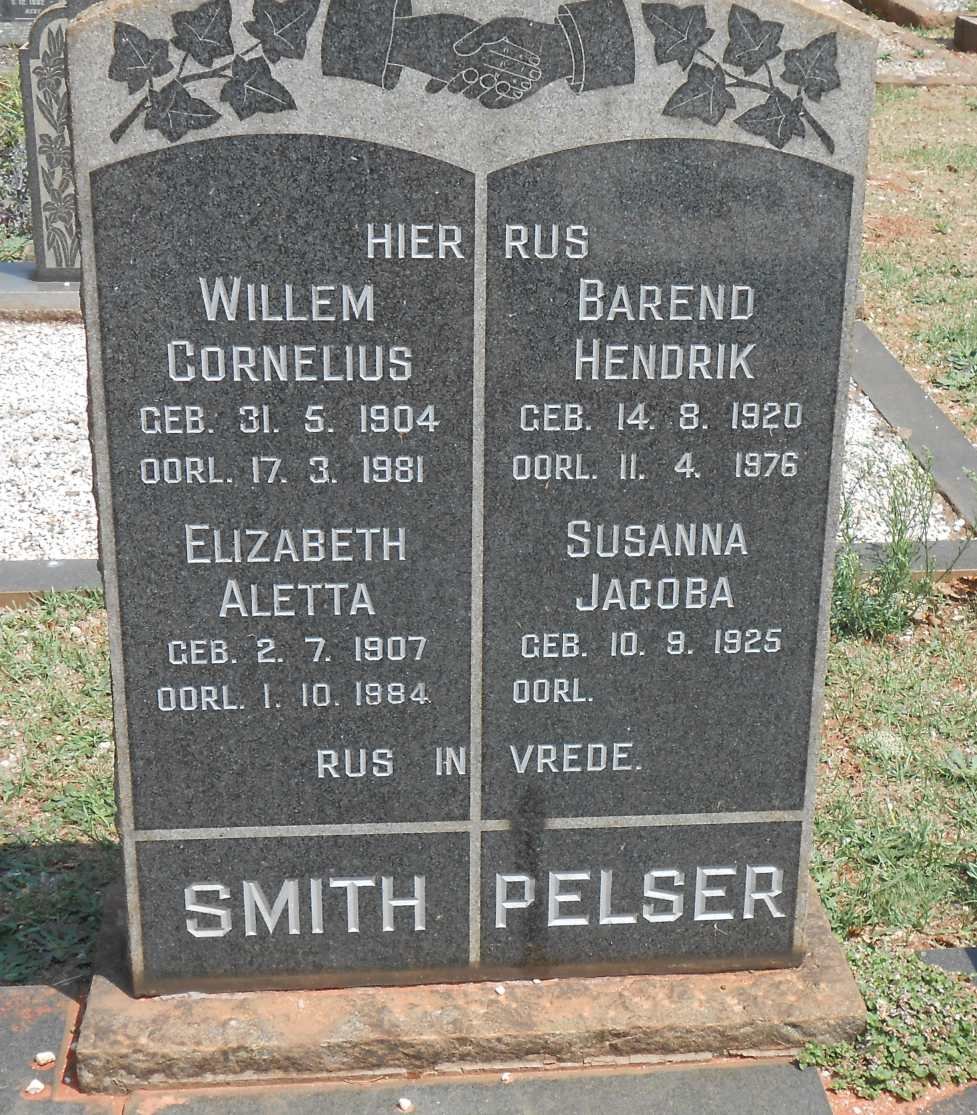 HIER RUS
WILLEM
CORNELIUS
GEB. 31. 5. 1904
OORL. 17. 3. 1981
ELIZABETH
ALETTA
GEB. 2. 7. 1907
OORL. 1. 10. 1984
BAREND
HENDRIK
GEB. 14. 8. 1920
OORL. 11. 4. 1976
SUSANNA
JACOBA
GEB. 10. 9. 1925
OORL.
RUS IN VREDE.
SMITH PELSER